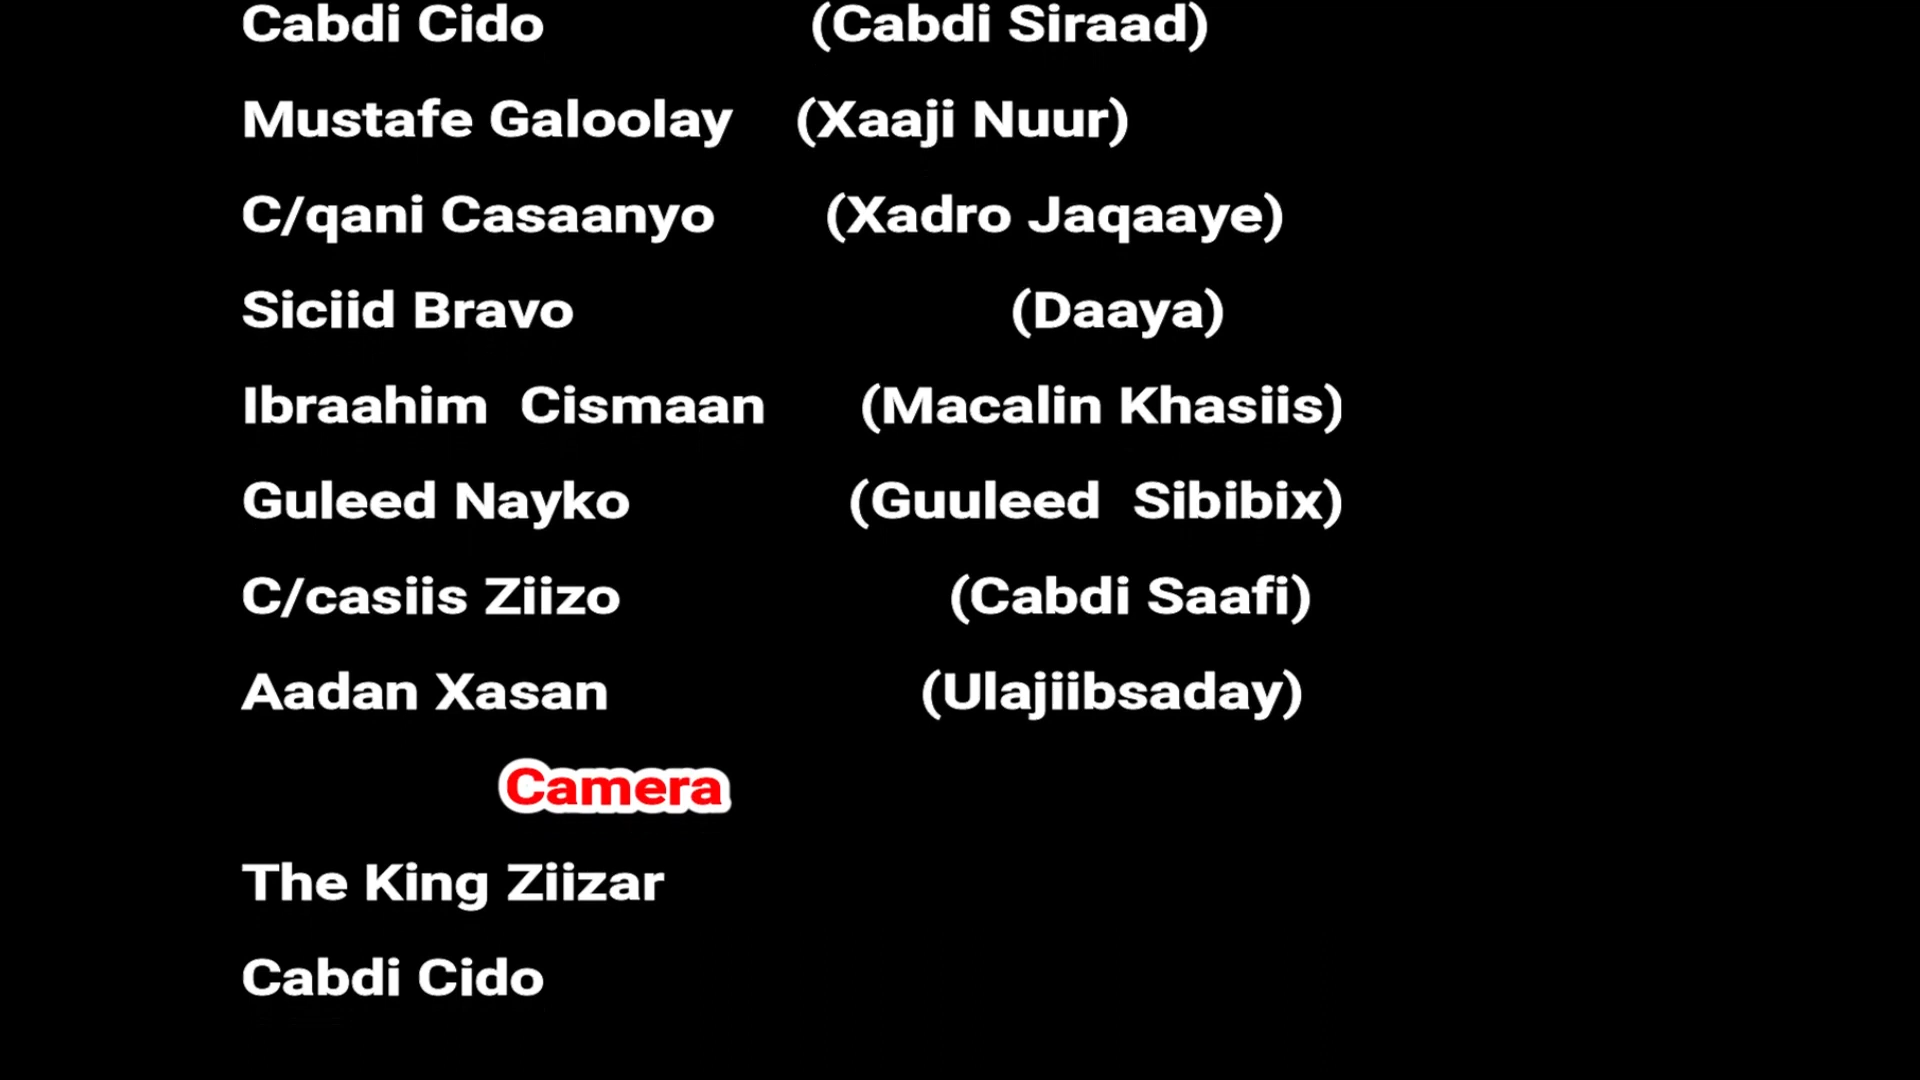 Cabdi Cido (Cabdi Siraad)
Mustafe Galoolay (Xaaji Nuur)
C/qani Casaanyo (Xadro Jaqaaye)
Siciid Bravo (Daaya)
Ibraahim Cismaan (Macalin Khasiis)
Guleed Nayko (Guuleed Sibibix)
C/casiis Ziizo (Cabdi Saafi)
Aadan Xasan (Ulajiibsaday)
Camera
The King Ziizar
Cabdi Cido